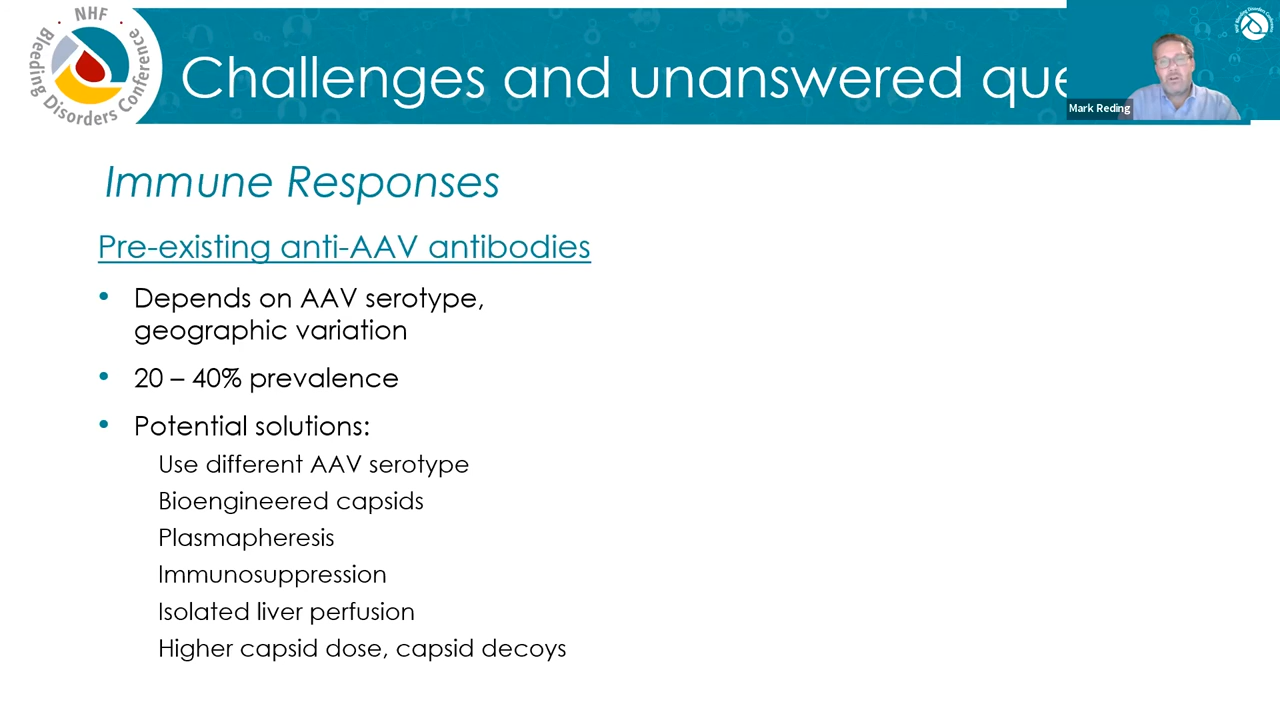 NHF
Bleeding Disorders Conference
Challenges and unanswered que
Mark Reding
Immune Responses
Pre-existing anti-AAV antibodies
• Depends on AAV serotype,
geographic variation
• 20 – 40% prevalence
• Potential solutions:
Use different AAV serotype
Bioengineered capsids
Plasmapheresis
Immunosuppression
Isolated liver perfusion
Higher capsid dose, capsid decoys